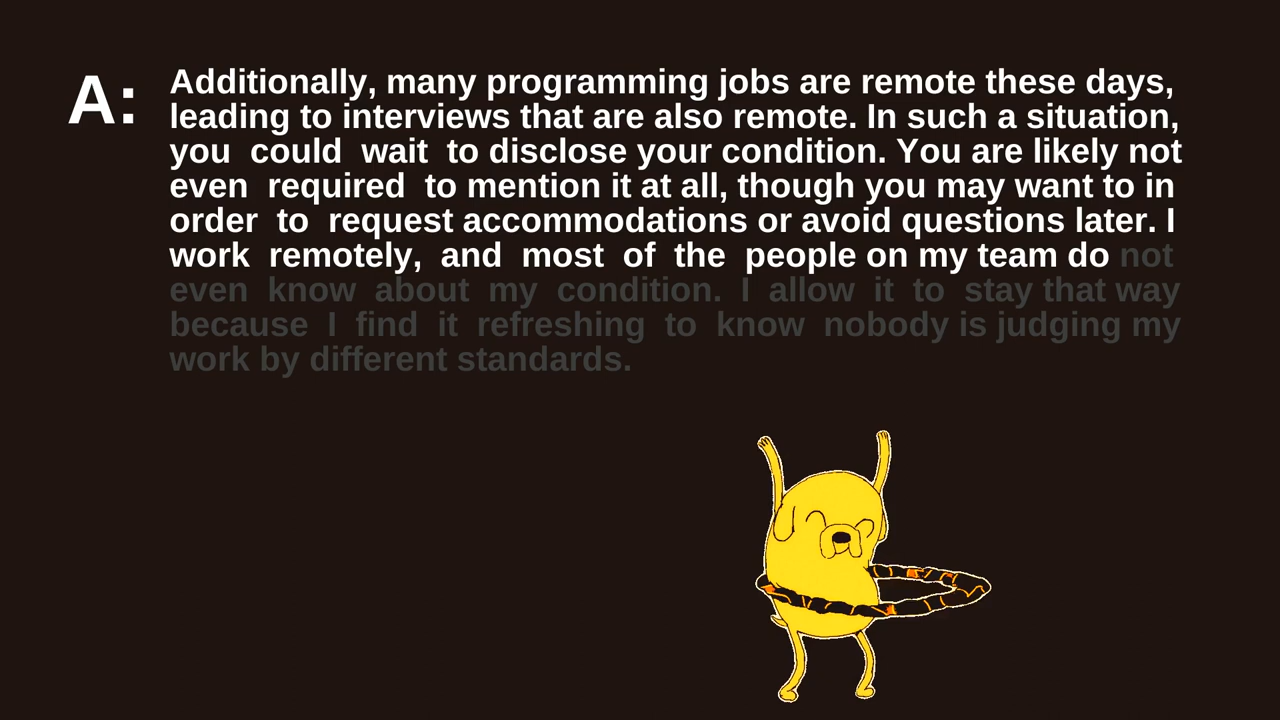 A: Additionally, many programming jobs are remote these days,
leading to interviews that are also remote. In such a situation,
you could wait to disclose your condition. You are likely not
even required to mention it at all, though you may want to in
order to request accommodations or avoid questions later. I
work remotely, and most of the people on my team do not
even know about my condition. I allow it to stay that way
because I find it refreshing to know nobody is judging my
work by different standards.